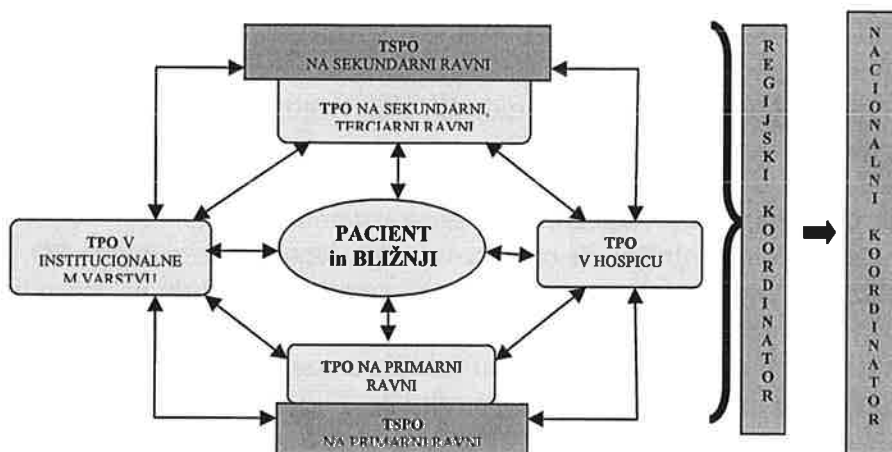 TSPO
NA SEKUNDARNI RAVNI
TPO NA SEKUNDARNI,
TERCIARNI RAVNI
TPO V
INSTITUCIONALNE
M VARSTVU
PACIENT
in BLIŽNJI
TPO
V HOSPICU
TPO NA PRIMARNI
RAVNI
TSPO
NA PRIMARNI RAVNI
REGIJSKI KOORDINATOR
NACIONALNI KOORDINATOR